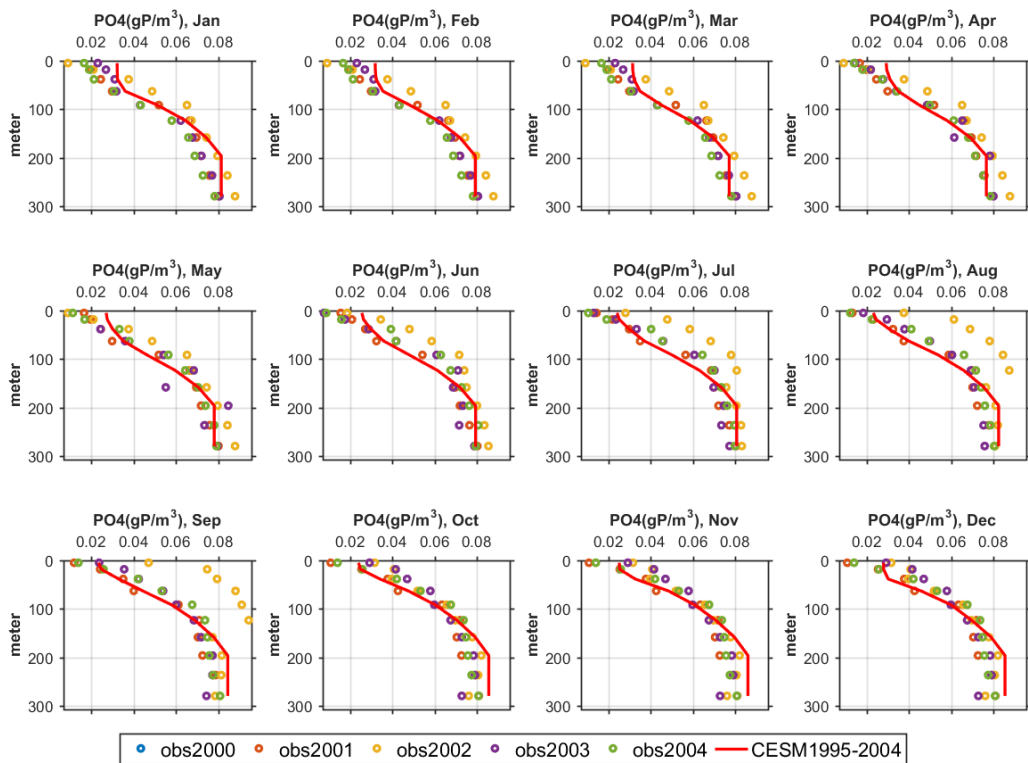 PO4(gP/m³), Jan PO4(gP/m³), Feb PO4(gP/m³), Mar PO4(gP/m³), Apr
0.02 0.04 0.06 0.08 0.02 0.04 0.06 0.08 0.02 0.04 0.06 0.08 0.02 0.04 0.06 0.08
0 0 0 0
100 100 100 100
meter meter meter meter
200 200 200 200
300 300 300 300
PO4(gP/m³), May PO4(gP/m³), Jun PO4(gP/m³), Jul PO4(gP/m³), Aug
0.02 0.04 0.06 0.08 0.02 0.04 0.06 0.08 0.02 0.04 0.06 0.08 0.02 0.04 0.06 0.08
0 0 0 0
100 100 100 100
meter meter meter meter
200 200 200 200
300 300 300 300
PO4(gP/m³), Sep PO4(gP/m³), Oct PO4(gP/m³), Nov PO4(gP/m³), Dec
0.02 0.04 0.06 0.08 0.02 0.04 0.06 0.08 0.02 0.04 0.06 0.08 0.02 0.04 0.06 0.08
0 0 0 0
100 100 100 100
meter meter meter meter
200 200 200 200
300 300 300 300
obs2000 obs2001 obs2002 obs2003 obs2004 CESM1995-2004